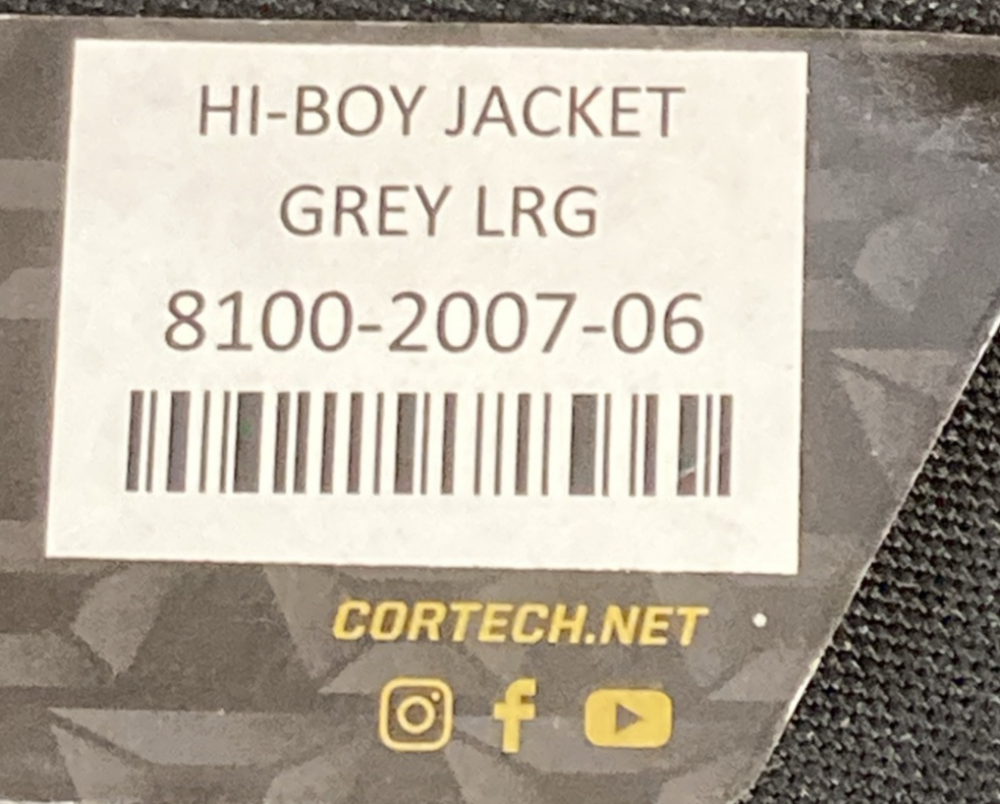 HI-BOY JACKET
GREY LRG
8100-2007-06
CORTECH.NET